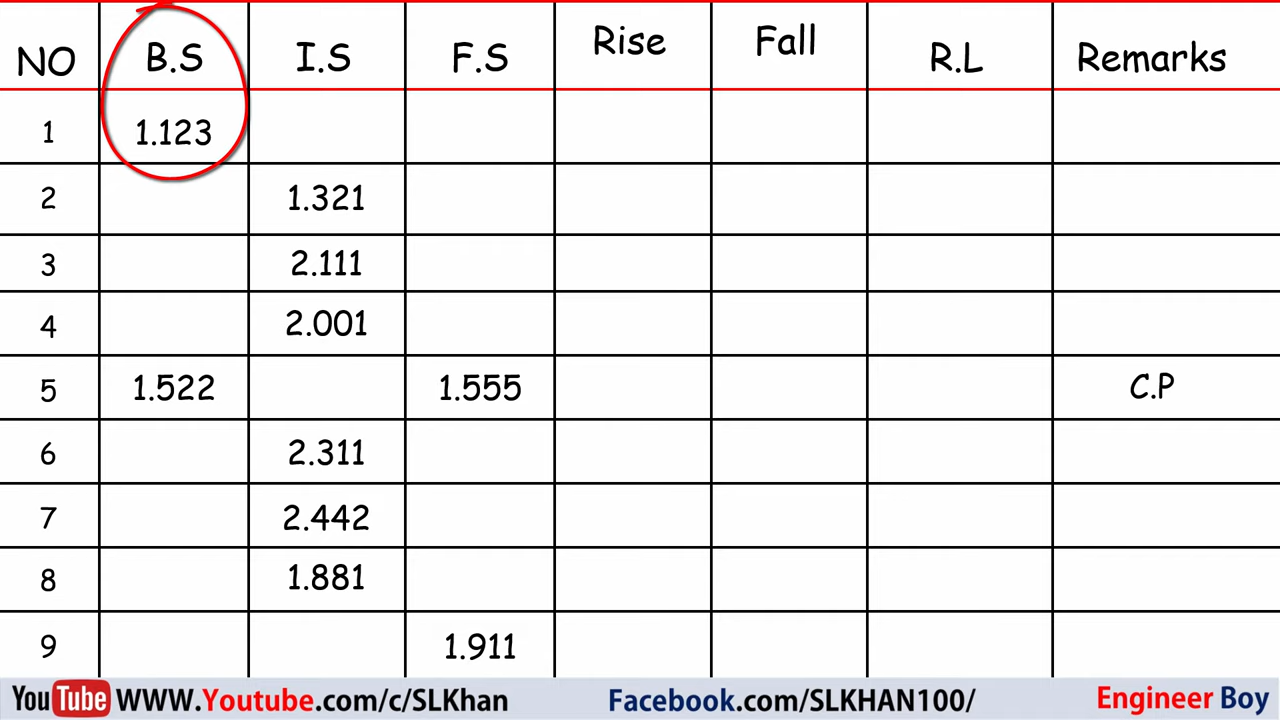 NO B.S I.S F.S Rise Fall R.L Remarks
1 1.123
2 1.321
3 2.111
4 2.001
5 1.522 1.555 C.P
6 2.311
7 2.442
8 1.881
9 1.911
YouTube WWW.Youtube.com/c/SLKhan Facebook.com/SLKHAN100/ Engineer Boy